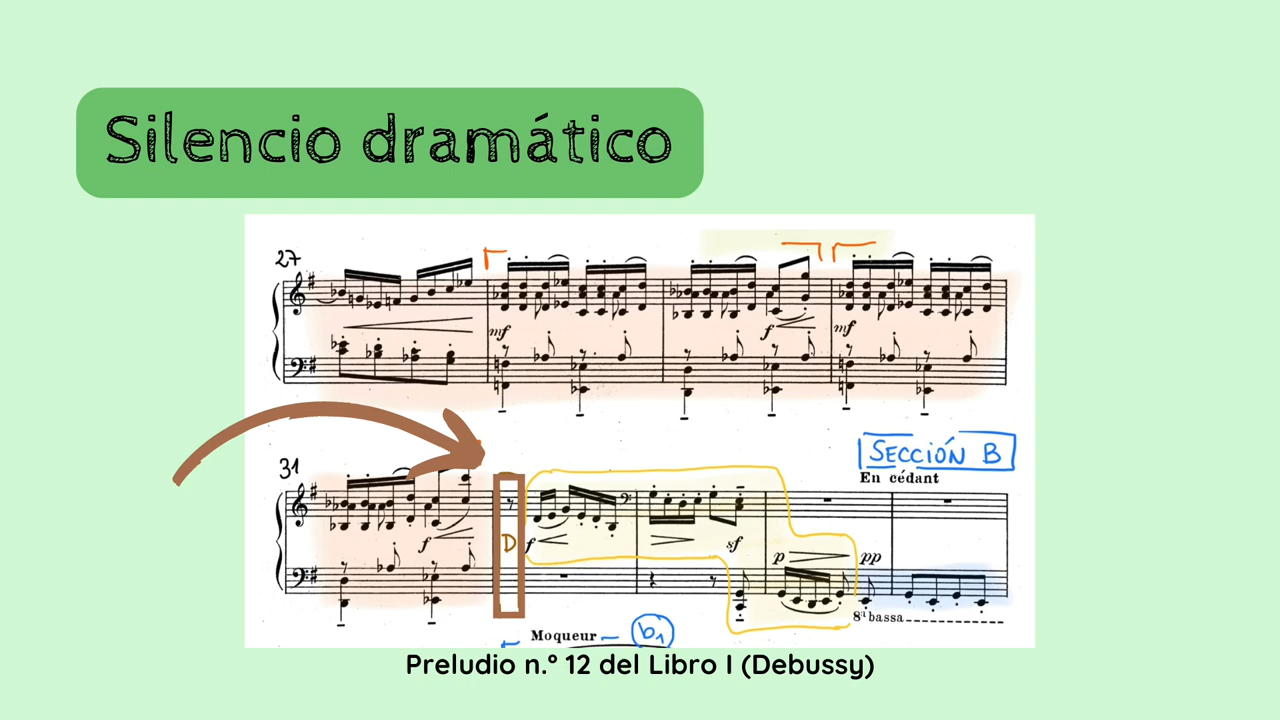 Silencio dramático
27
mf
f
mf
31
SECCIÓN B
En cédant
f
D
f
sf
p
pp
8ª bassa
Moqueur
b1
Preludio n.º 12 del Libro I (Debussy)